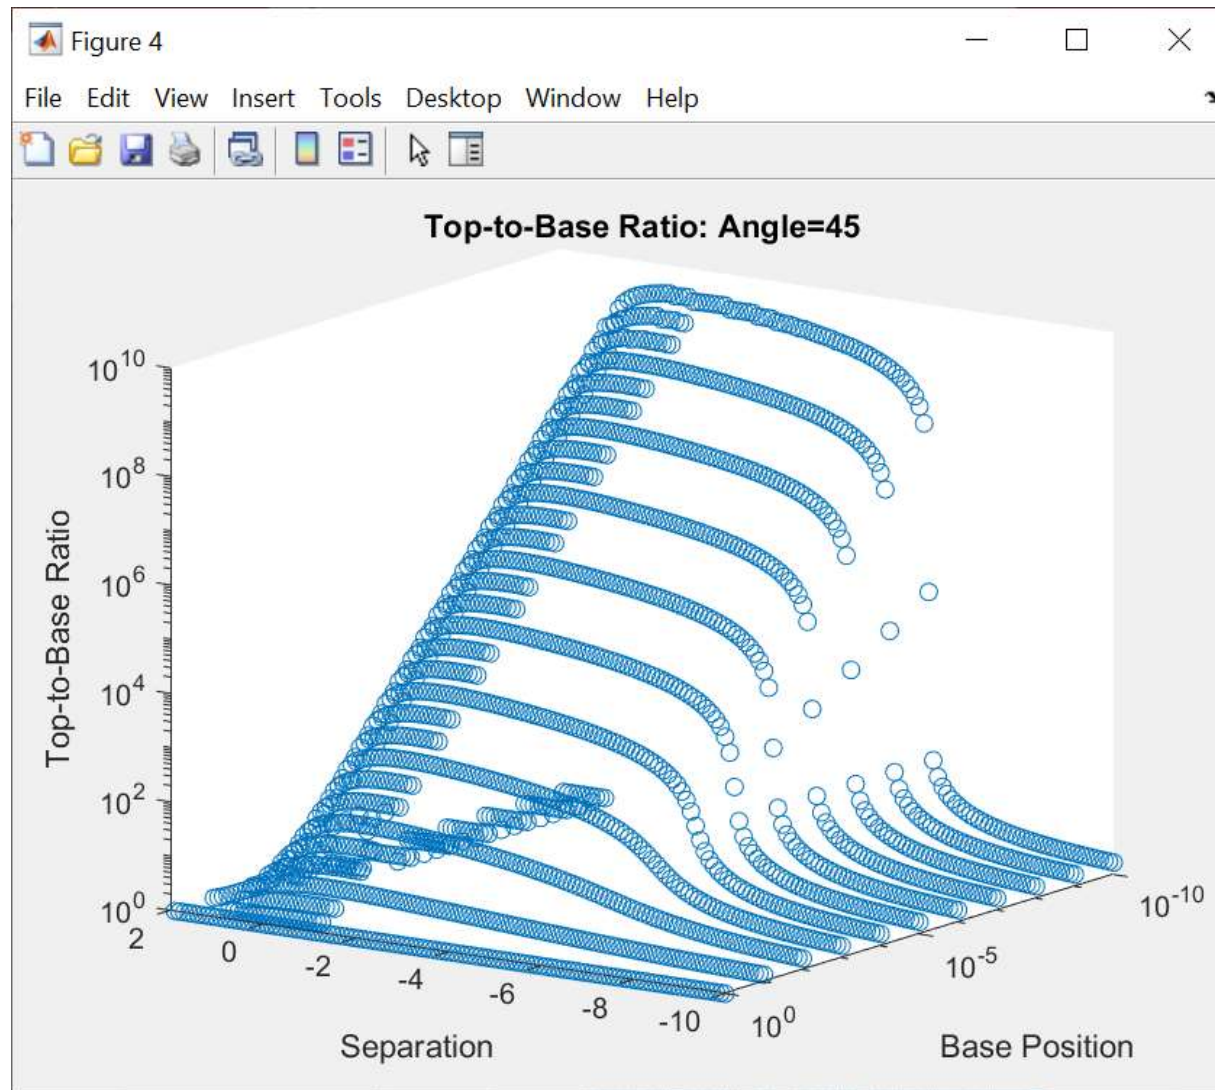 Figure 4
File Edit View Insert Tools Desktop Window Help
Top-to-Base Ratio: Angle=45
10^10
10^8
10^6
10^4
10^2
10^0
Top-to-Base Ratio
2 0 -2 -4 -6 -8 -10
Separation
10^0 10^-5 10^-10
Base Position